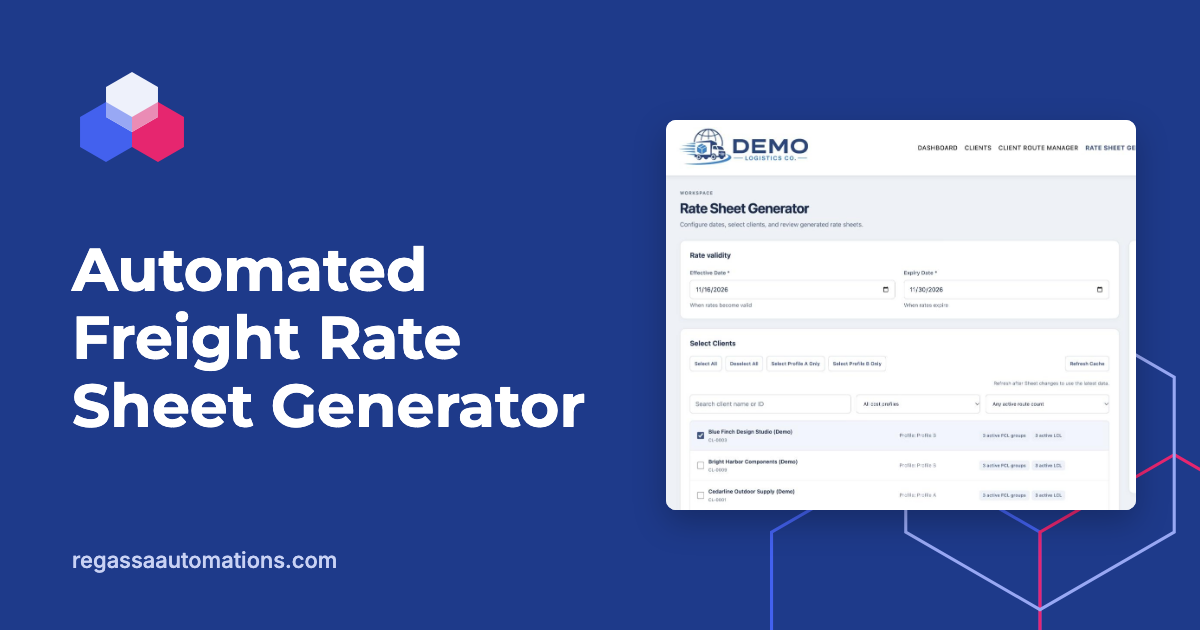 Automated
Freight Rate
Sheet Generator
regassaautomations.com
DEMO
LOGISTICS CO.
DASHBOARD CLIENTS CLIENT ROUTE MANAGER RATE SHEET GE
WORKSPACE
Rate Sheet Generator
Configure dates, select clients, and review generated rate sheets.
Rate validity
Effective Date * Expiry Date *
11/16/2026 11/30/2026
When rates become valid When rates expire
Select Clients
Select All Deselect All Select Profile A Only Select Profile B Only Refresh Cache
Refresh after Sheet changes to use the latest data.
Search client name or ID All cost profiles Any active route count
Blue Finch Design Studio (Demo)
Bright Harbor Components (Demo)
Cedarline Outdoor Supply (Demo)